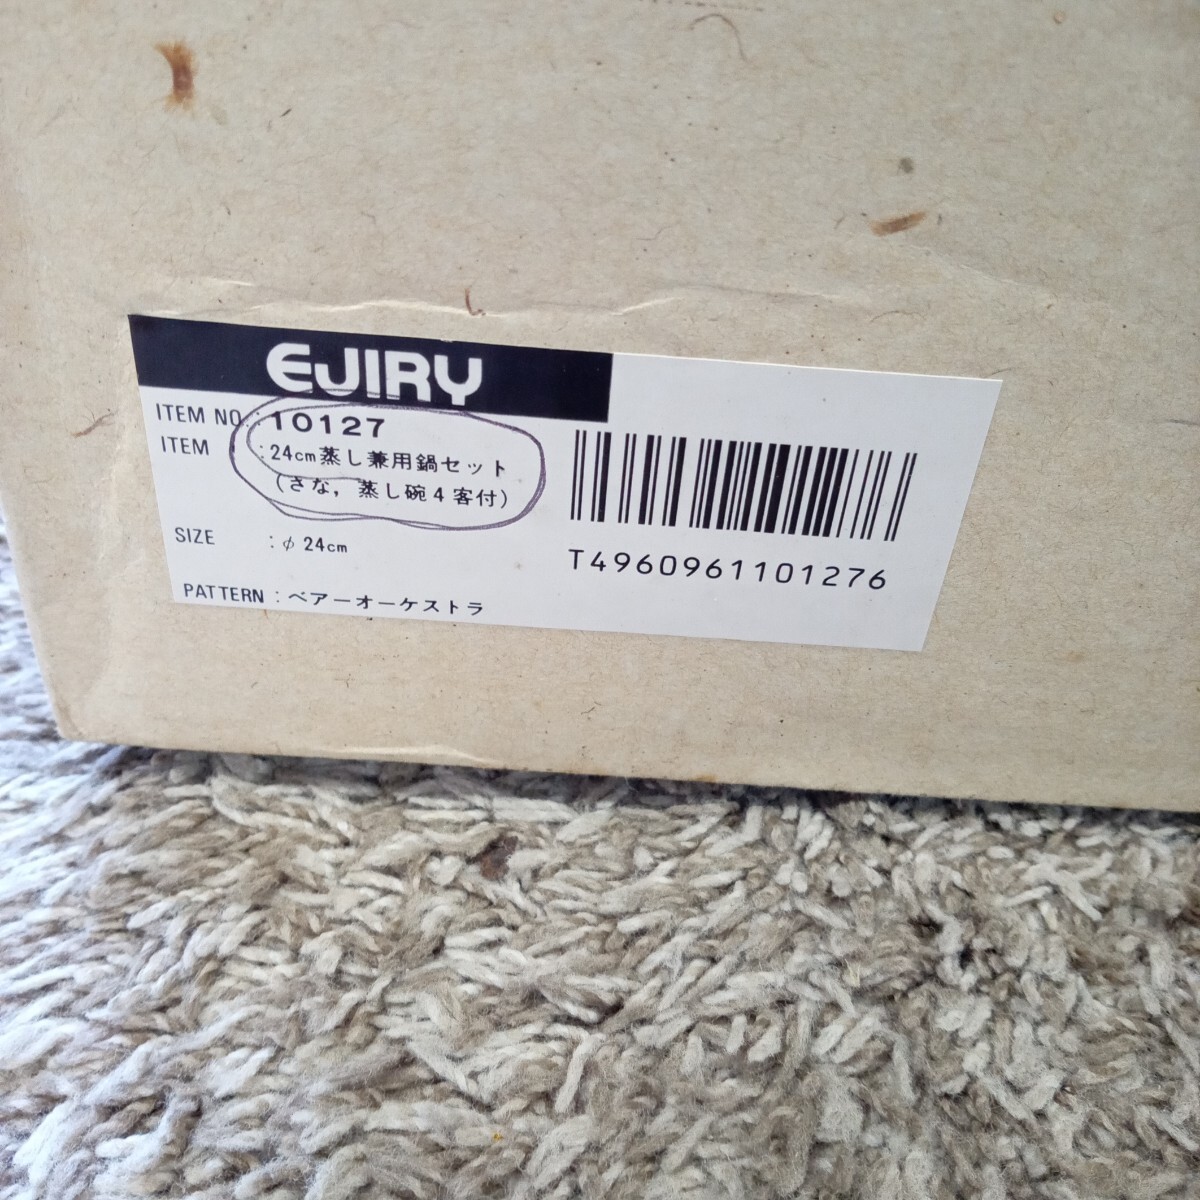 EJIRY
ITEM NO.: 10127
ITEM : 24cm蒸し兼用鍋セット
(さな, 蒸し碗4客付)
SIZE : φ 24cm
PATTERN : ベアーオーケストラ
T4960961101276